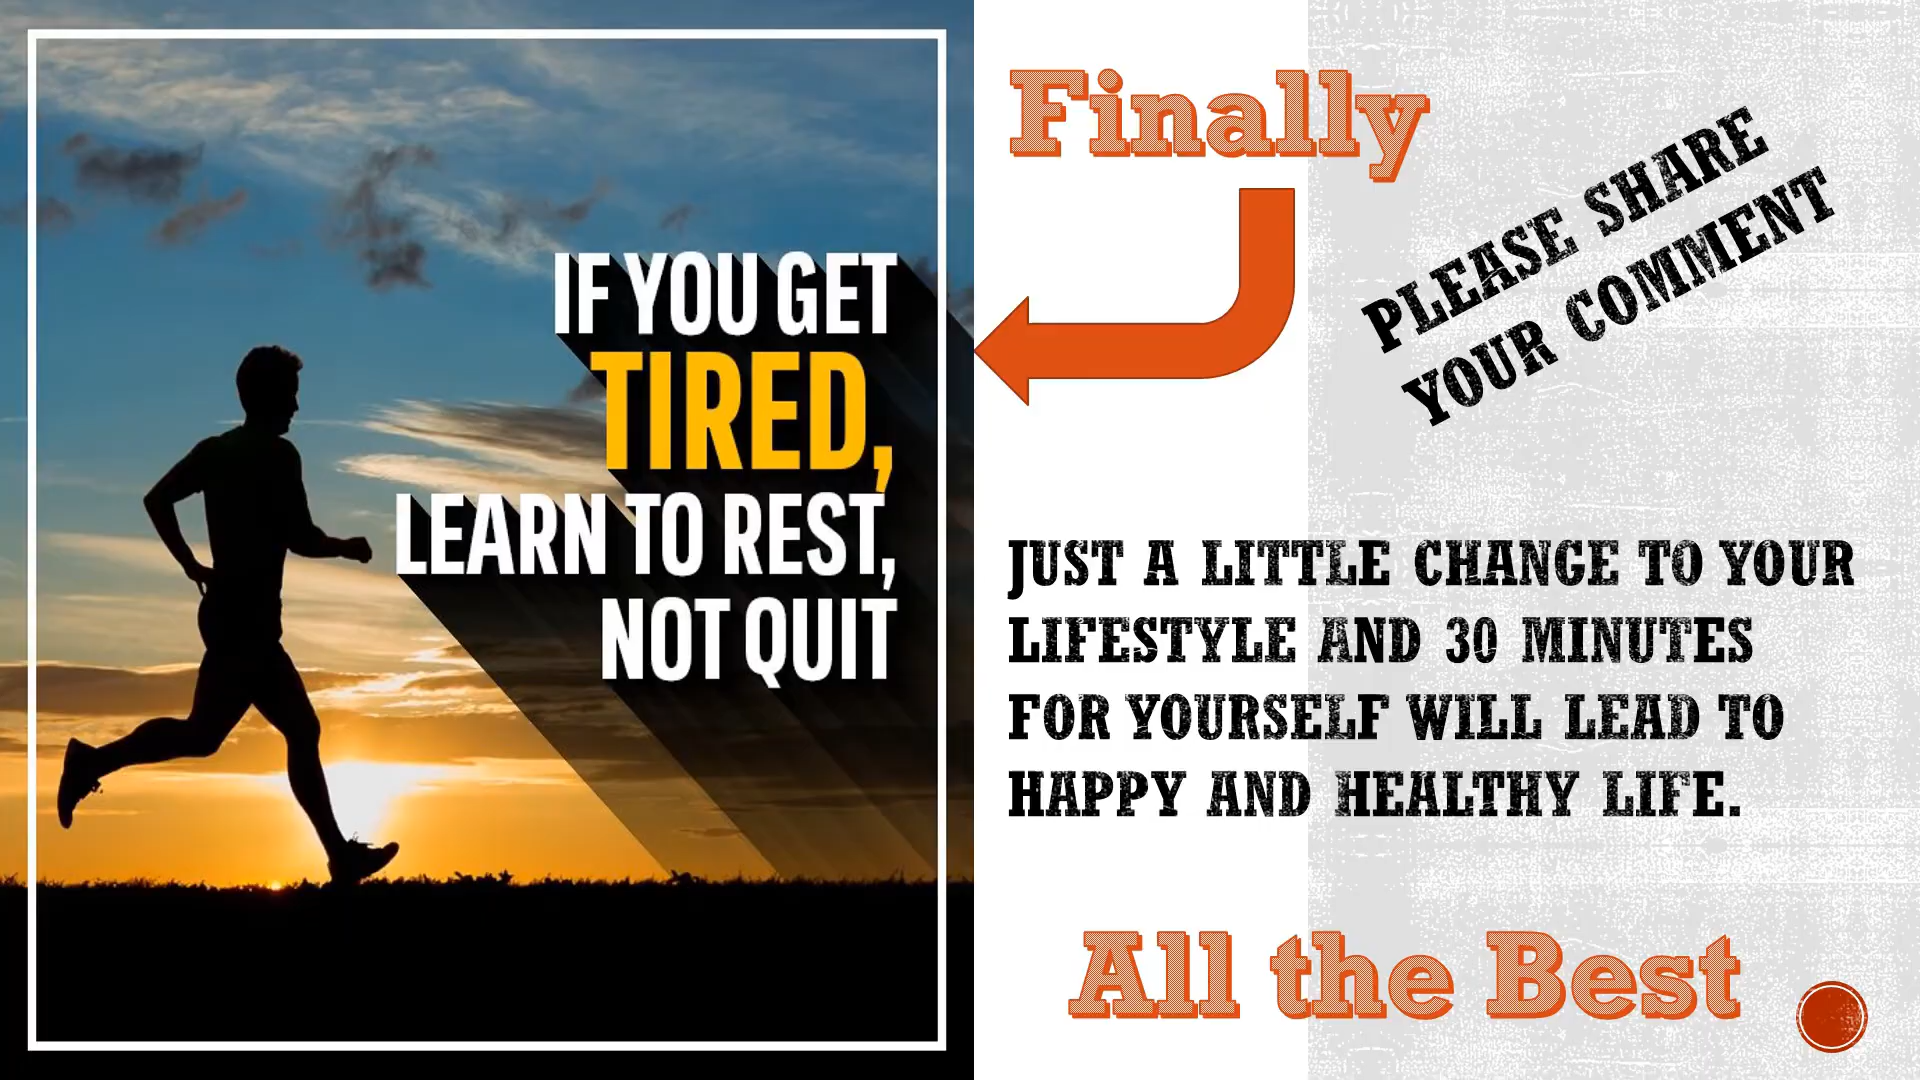 IF YOU GET
TIRED,
LEARN TO REST,
NOT QUIT
Finally
PLEASE SHARE
YOUR COMMENT
JUST A LITTLE CHANGE TO YOUR
LIFESTYLE AND 30 MINUTES
FOR YOURSELF WILL LEAD TO
HAPPY AND HEALTHY LIFE.
All the Best